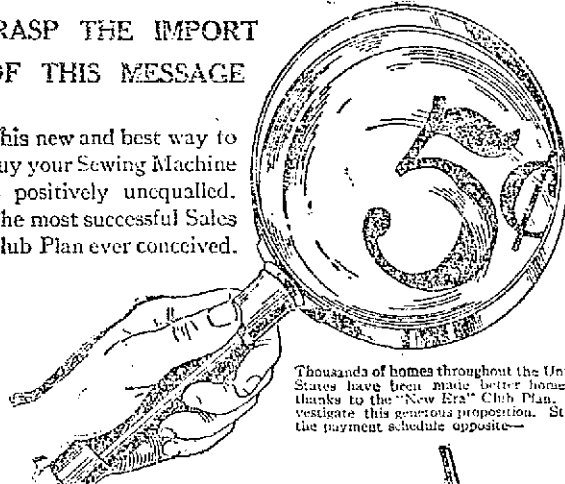 RASP THE IMPORT
OF THIS MESSAGE
his new and best way to
uy your Sewing Machine
positively unequalled.
he most successful Sales
lub Plan ever conceived.
5¢
Thousands of homes throughout the Un
States have been made better home
thanks to the "New Era" Club Plan.
vestigate this generous proposition. St
the payment schedule opposite—